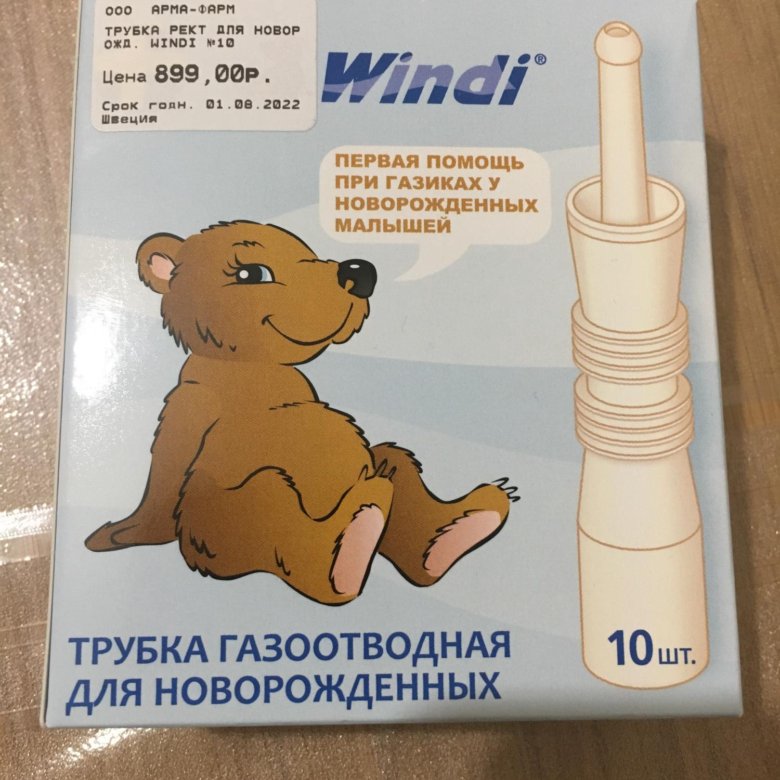 ООО АРМА-ФАРМ
ТРУБКА РЕКТ ДЛЯ НОВОР
ОЖД. WINDI №10
Цена 899,00р.
Срок годн. 01.08.2022
Швеция
Windi®
ПЕРВАЯ ПОМОЩЬ
ПРИ ГАЗИКАХ У
НОВОРОЖДЕННЫХ
МАЛЫШЕЙ
ТРУБКА ГАЗООТВОДНАЯ
ДЛЯ НОВОРОЖДЕННЫХ
10 шт.